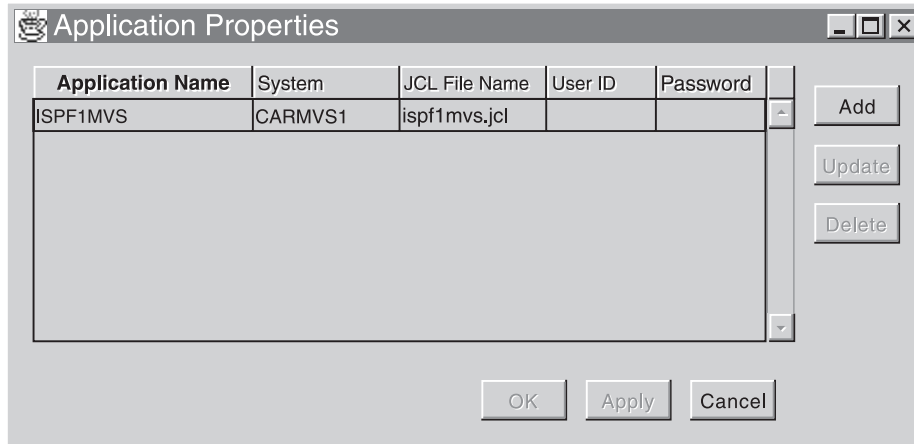 Application Properties
Application Name System JCL File Name User ID Password
ISPF1MVS CARMVS1 ispf1mvs.jcl
Add
Update
Delete
OK Apply Cancel